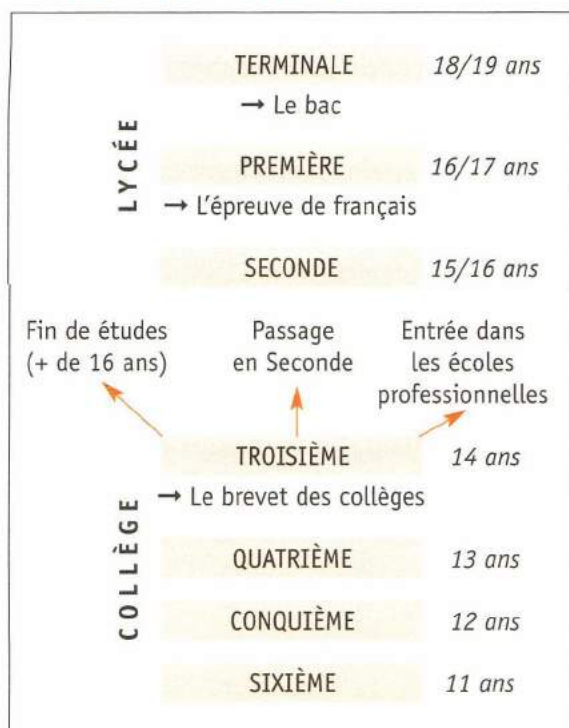 TERMINALE 18/19 ans
→ Le bac
LYCÉE
PREMIÈRE 16/17 ans
→ L'épreuve de français
SECONDE 15/16 ans
Fin de études
(+ de 16 ans)
Passage
en Seconde
Entrée dans
les écoles
professionnelles
TROISIÈME 14 ans
→ Le brevet des collèges
COLLÈGE
QUATRIÈME 13 ans
CONQUIÈME 12 ans
SIXIÈME 11 ans